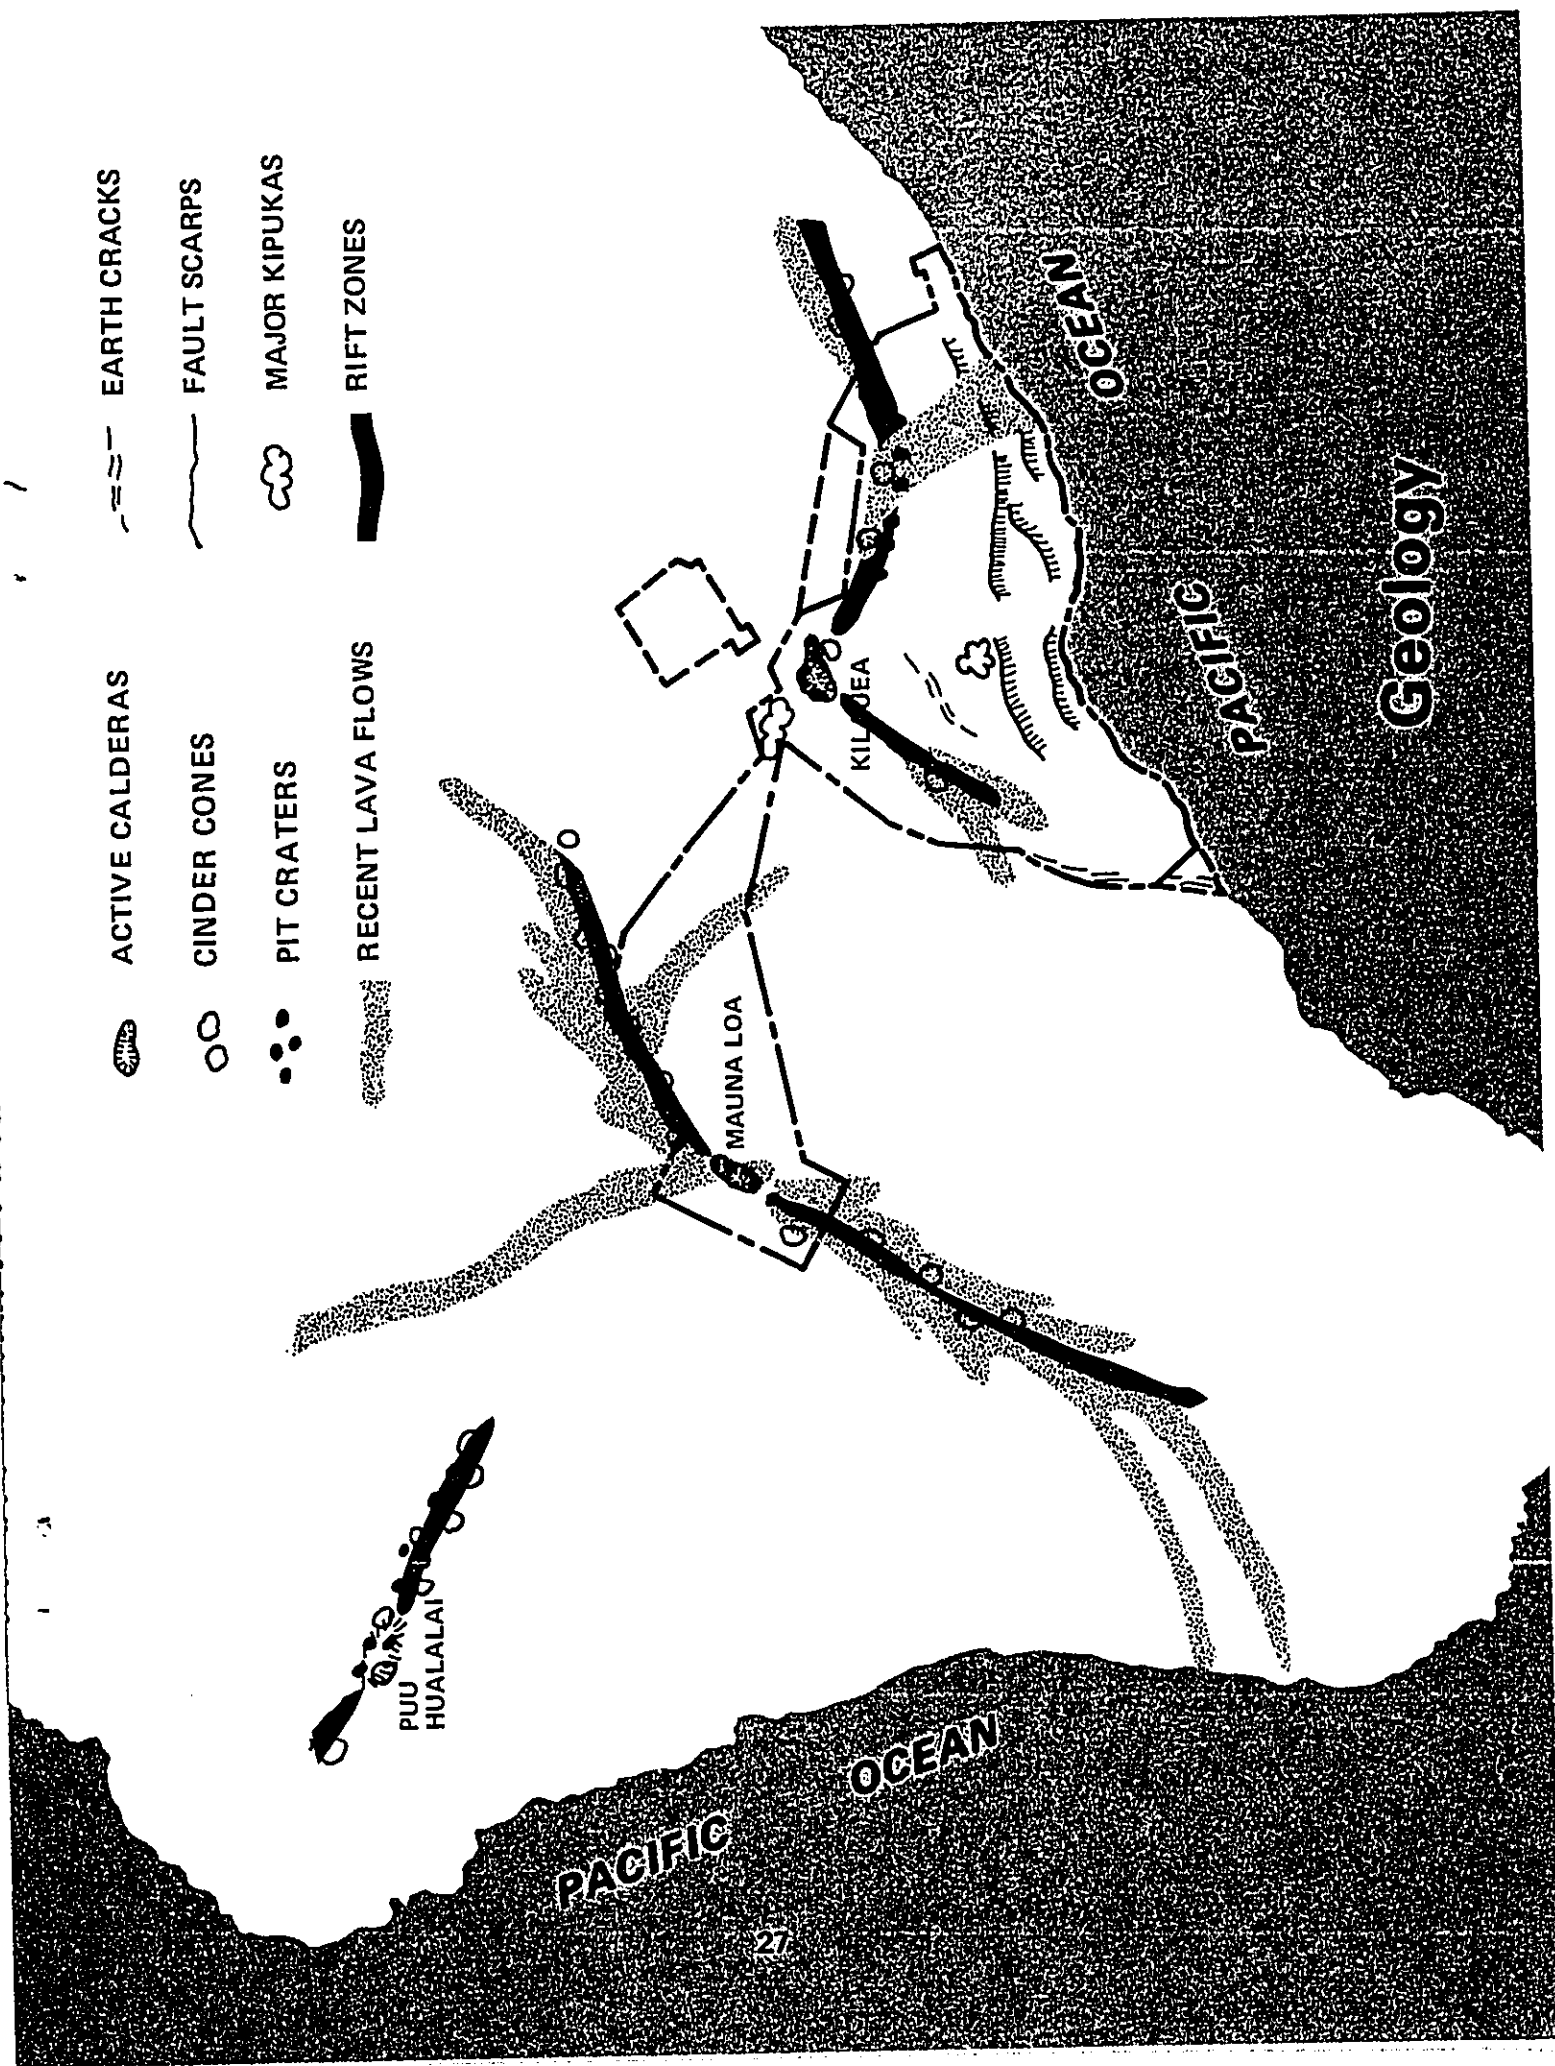 ACTIVE CALDERAS
CINDER CONES
PIT CRATERS
RECENT LAVA FLOWS
EARTH CRACKS
FAULT SCARPS
MAJOR KIPUKAS
RIFT ZONES
PUU
HUALALAI
MAUNA LOA
KILAUEA
PACIFIC
OCEAN
PACIFIC
OCEAN
Geology
27